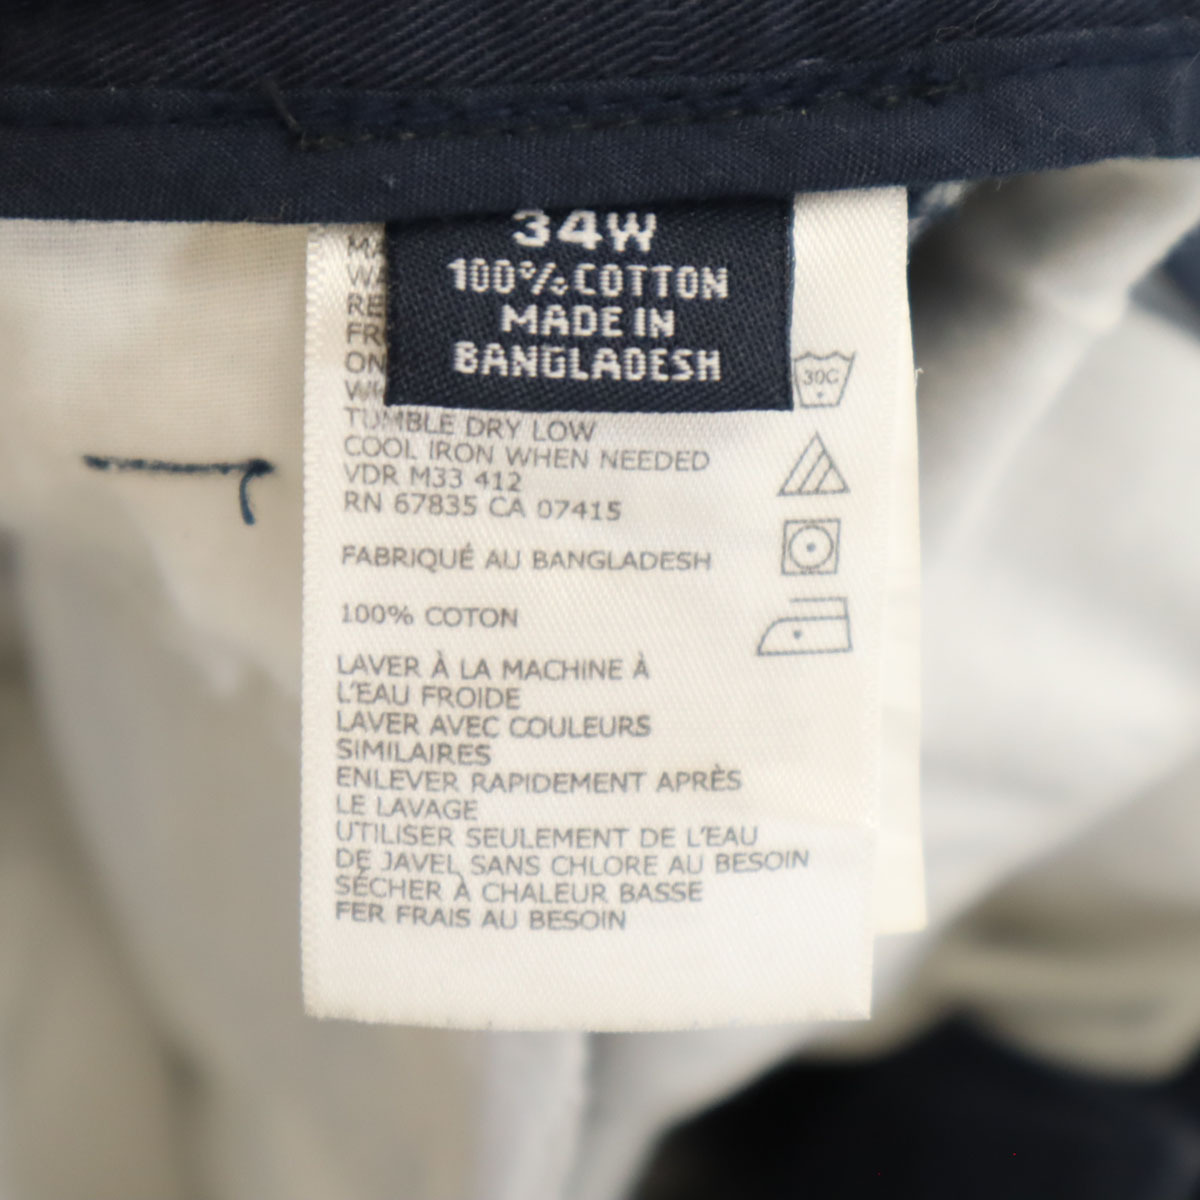 34W
100% COTTON
MADE IN
BANGLADESH
30C
TUMBLE DRY LOW
COOL IRON WHEN NEEDED
VDR M33 412
RN 67835 CA 07415
FABRIQUÉ AU BANGLADESH
100% COTON
LAVER À LA MACHINE À
L'EAU FROIDE
LAVER AVEC COULEURS
SIMILAIRES
ENLEVER RAPIDEMENT APRÈS
LE LAVAGE
UTILISER SEULEMENT DE L'EAU
DE JAVEL SANS CHLORE AU BESOIN
SÉCHER À CHALEUR BASSE
FER FRAIS AU BESOIN